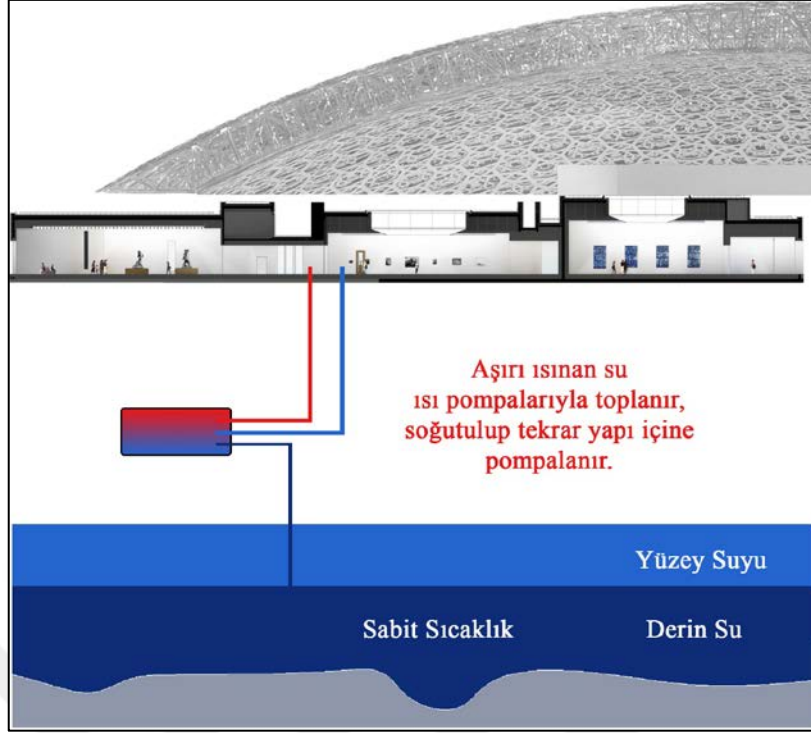 Aşırı ısınan su
ısı pompalarıyla toplanır,
soğutulup tekrar yapı içine
pompalanır.
Yüzey Suyu
Sabit Sıcaklık Derin Su